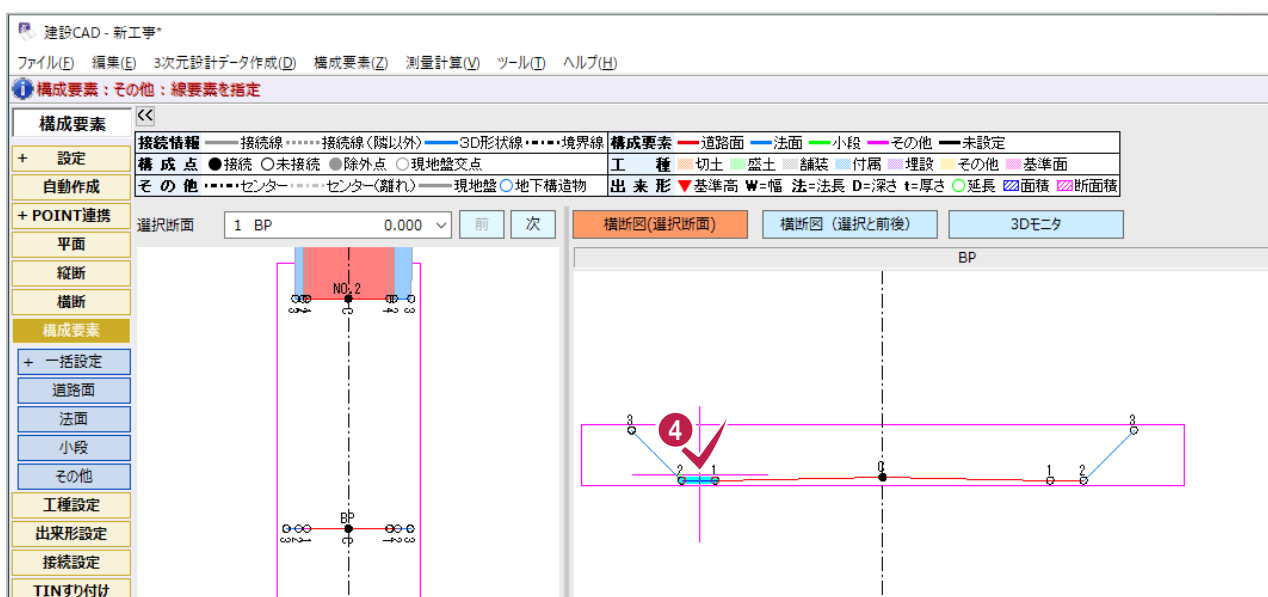 建設CAD - 新工事*
ファイル(F) 編集(E) 3次元設計データ作成(D) 構成要素(Z) 測量計算(V) ツール(T) ヘルプ(H)
構成要素：その他：線要素を指定
構成要素
+ 設定
自動作成
+ POINT連携
平面
縦断
横断
構成要素
+ 一括設定
道路面
法面
小段
その他
工種設定
出来形設定
接続設定
TINすり付け
<<
接続情報 接続線 接続線(隣以外) 3D形状線 境界線 構成要素 道路面 法面 小段 その他 未設定
構成点 ●接続 ○未接続 ●除外点 ○現地盤交点 工種 切土 盛土 舗装 付属 埋設 その他 基準面
その他 センター センター(離れ) 現地盤 ○地下構造物 出来形 ▼基準高 W=幅 法=法長 D=深さ t=厚さ ○延長 面積 断面積
選択断面 1 BP 0.000 前 次
横断図(選択断面) 横断図（選択と前後） 3Dモニタ
BP
NO.2
3 2 1 C 1 2 3
BP
3 2 1 C 1 2 3
3 4 3
2 1 C 1 2